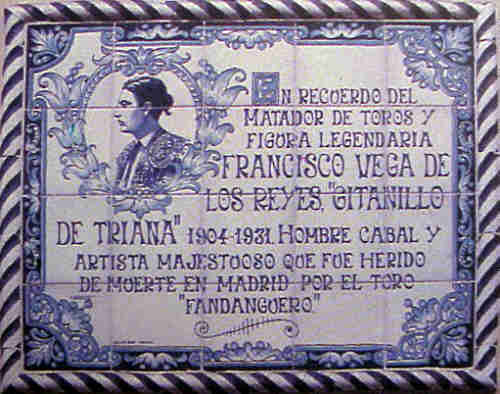 EN RECUERDO DEL
MATADOR DE TOROS Y
FIGURA LEGENDARIA
FRANCISCO VEGA DE
LOS REYES, "GITANILLO
DE TRIANA" 1904-1931. HOMBRE CABAL Y
ARTISTA MAJESTUOSO QUE FUE HERIDO
DE MUERTE EN MADRID POR EL TORO
"FANDANGUERO"